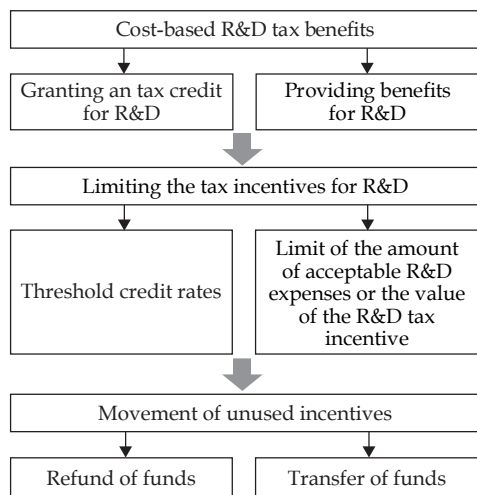 Cost-based R&D tax benefits
Granting an tax credit
for R&D
Providing benefits
for R&D
Limiting the tax incentives for R&D
Threshold credit rates
Limit of the amount
of acceptable R&D
expenses or the value
of the R&D tax
incentive
Movement of unused incentives
Refund of funds
Transfer of funds